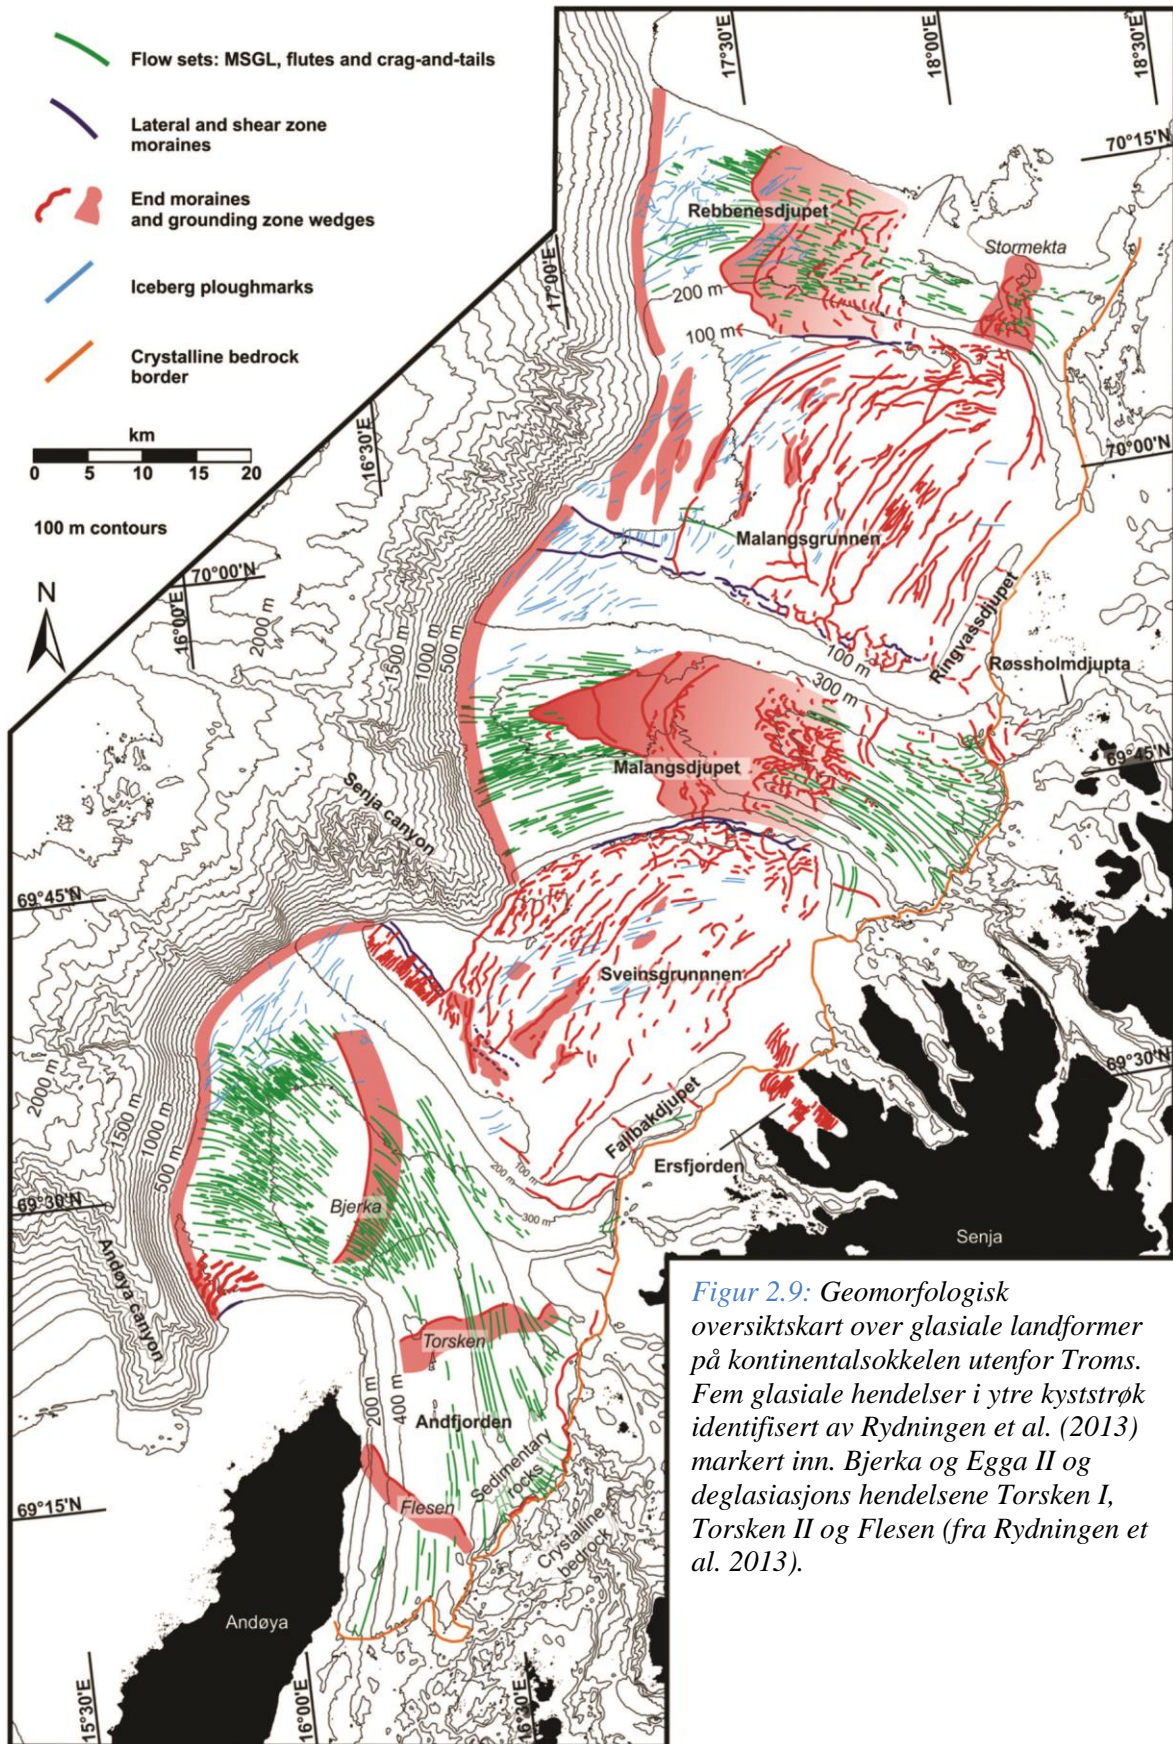 Flow sets: MSGL, flutes and crag-and-tails
Lateral and shear zone
moraines
End moraines
and grounding zone wedges
Iceberg ploughmarks
Crystalline bedrock
border
km
0 5 10 15 20
100 m contours
N
17°30'E
18°00'E
18°30'E
70°15'N
Rebbenesdjupet
Stormekta
17°00'E
200 m
100 m
16°30'E
70°00'N
Malangsgrunnen
70°00'N
16°00'E
2000 m
1500 m
1000 m
500 m
100 m
300 m
Ringvassdjupet
Røssholmdjupta
69°45'N
Malangsdjupet
Senja canyon
69°45'N
Sveinsgrunnnen
69°30'N
2000 m
1500 m
1000 m
500 m
Fallbakdjupet
Ersfjorden
100 m
200 m
300 m
69°30'N
Bjerka
Andøya canyon
Senja
Torsken
200 m
400 m
Andfjorden
Sedimentary
rocks
Flesen
69°15'N
Crystalline
bedrock
Andøya
15°30'E
16°00'E
16°30'E
Figur 2.9: Geomorfologisk
oversiktskart over glasiale landformer
på kontinentalsokkelen utenfor Troms.
Fem glasiale hendelser i ytre kyststrøk
identifisert av Rydningen et al. (2013)
markert inn. Bjerka og Egga II og
deglasiasjons hendelsene Torsken I,
Torsken II og Flesen (fra Rydningen et
al. 2013).